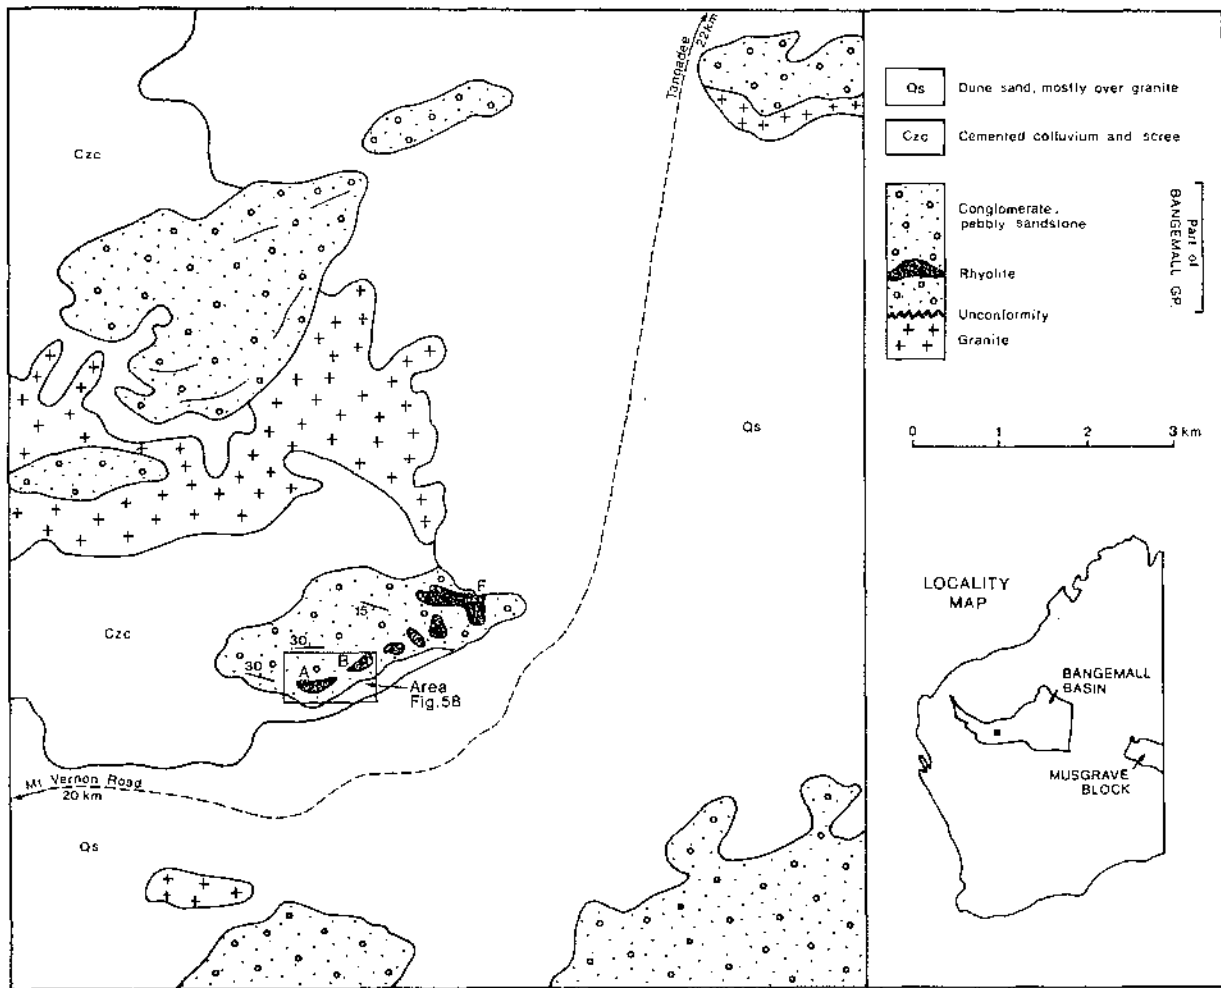 Tangadee
22km
Czc
Qs
15
30
30
A
B
F
Area
Fig.5B
Czc
Mt Vernon Road
20 km
Qs
Qs Dune sand, mostly over granite
Czc Cemented colluvium and scree
Conglomerate,
pebbly sandstone
Rhyolite
Unconformity
Granite
Part of
BANGEMALL GP.
0 1 2 3 km
LOCALITY
MAP
BANGEMALL
BASIN
MUSGRAVE
BLOCK